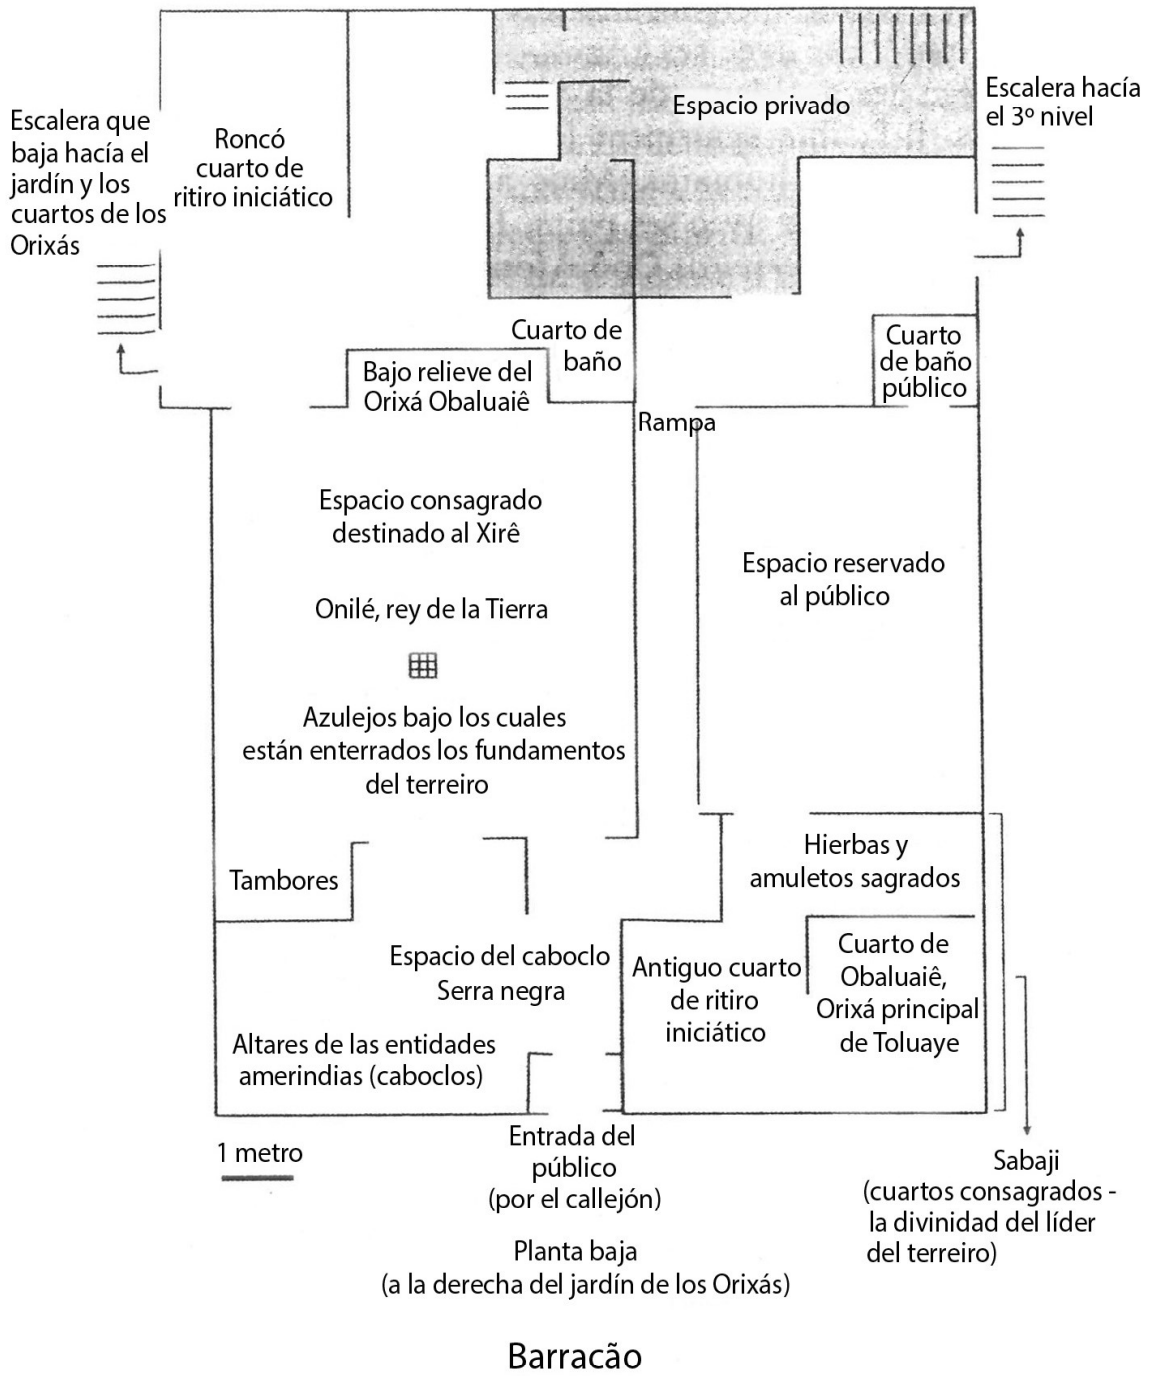 Escalera que
baja hacía el
jardín y los
cuartos de los
Orixás
Roncó
cuarto de
ritiro iniciático
Espacio privado
Escalera hacía
el 3º nivel
Cuarto de
baño
Bajo relieve del
Orixá Obaluaiê
Cuarto
de baño
público
Rampa
Espacio consagrado
destinado al Xirê
Onilé, rey de la Tierra
Azulejos bajo los cuales
están enterrados los fundamentos
del terreiro
Espacio reservado
al público
Tambores
Hierbas y
amuletos sagrados
Espacio del caboclo
Serra negra
Antiguo cuarto
de ritiro
iniciático
Cuarto de
Obaluaiê,
Orixá principal
de Toluaye
Altares de las entidades
amerindias (caboclos)
1 metro
Entrada del
público
(por el callejón)
Sabaji
(cuartos consagrados -
la divinidad del líder
del terreiro)
Planta baja
(a la derecha del jardín de los Orixás)
Barracão